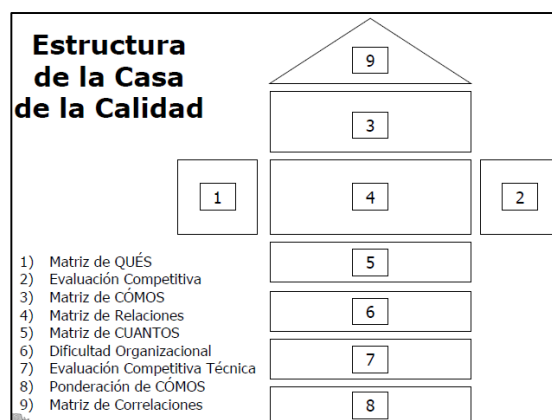 Estructura
de la Casa
de la Calidad
9
3
1
4
2
5
6
7
8
1) Matriz de QUÉS
2) Evaluación Competitiva
3) Matriz de CÓMOS
4) Matriz de Relaciones
5) Matriz de CUANTOS
6) Dificultad Organizacional
7) Evaluación Competitiva Técnica
8) Ponderación de CÓMOS
9) Matriz de Correlaciones